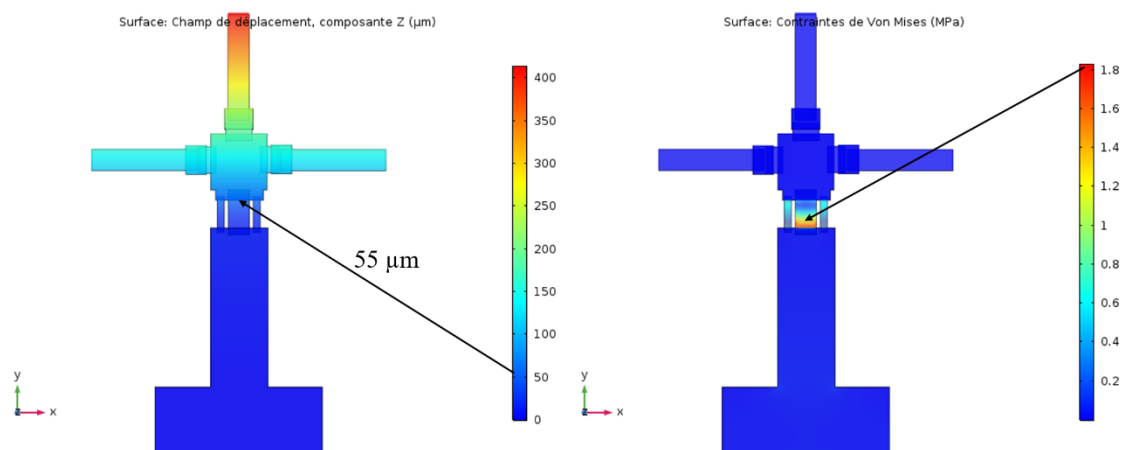 Surface: Champ de déplacement, composante Z (µm)
400
350
300
250
200
150
100
50
0
55 µm
y
z
x
Surface: Contraintes de Von Mises (MPa)
1.8
1.6
1.4
1.2
1
0.8
0.6
0.4
0.2
y
z
x